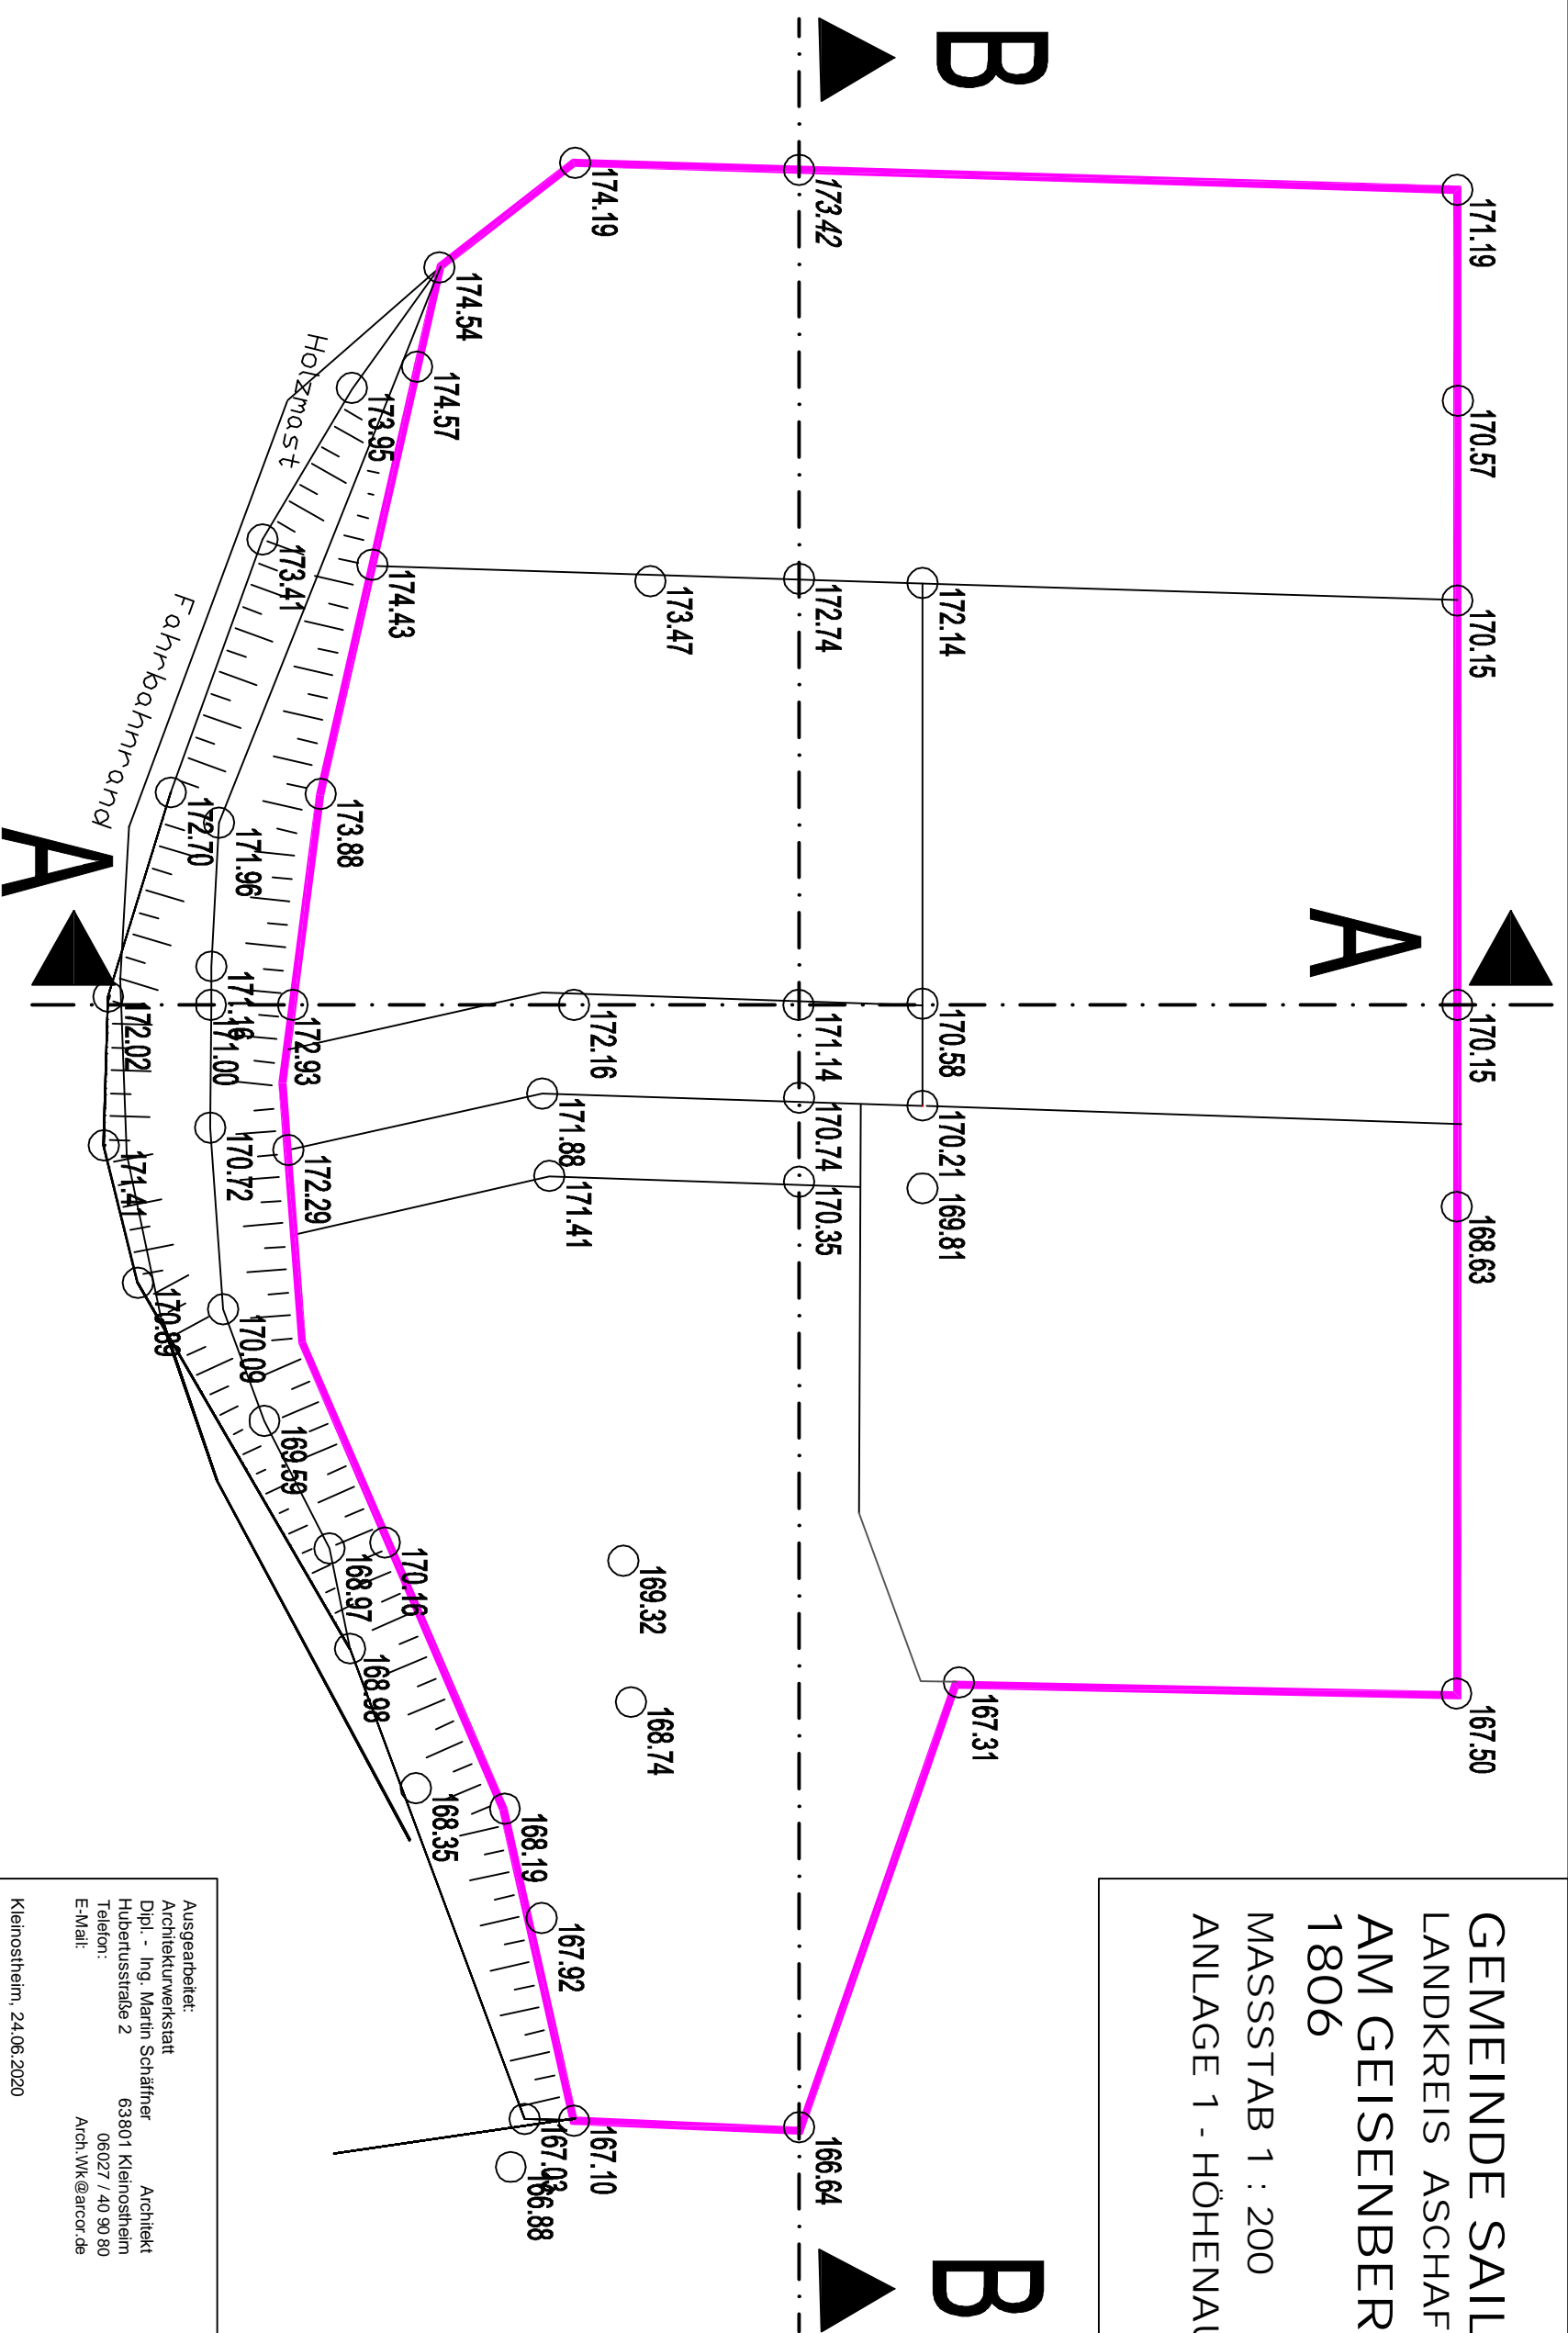 GEMEINDE SAIL
LANDKREIS ASCHAF
AM GEISENBER
1806
MASSSTAB 1 : 200
ANLAGE 1 - HÖHENAU
B
B
A
A
171.19
170.57
170.15
170.15
168.63
167.50
172.14
170.58
170.21
169.81
167.31
173.42
172.74
171.14
170.74
170.35
166.64
174.19
173.47
172.16
171.88
171.41
169.32
168.74
167.10
174.54
174.57
174.43
173.88
172.93
172.29
170.16
168.19
167.92
173.95
173.41
172.70
171.96
171.16
171.00
170.72
170.09
169.59
168.97
168.98
168.35
167.03
166.88
172.02
171.41
170.89
Holzmast
Fahrbahnrand
Ausgearbeitet:
Architekturwerkstatt
Dipl. - Ing. Martin Schäffner Architekt
Hubertusstraße 2 63801 Kleinostheim
Telefon: 06027 / 40 90 80
E-Mail: Arch.Wk@arcor.de
Kleinostheim, 24.06.2020